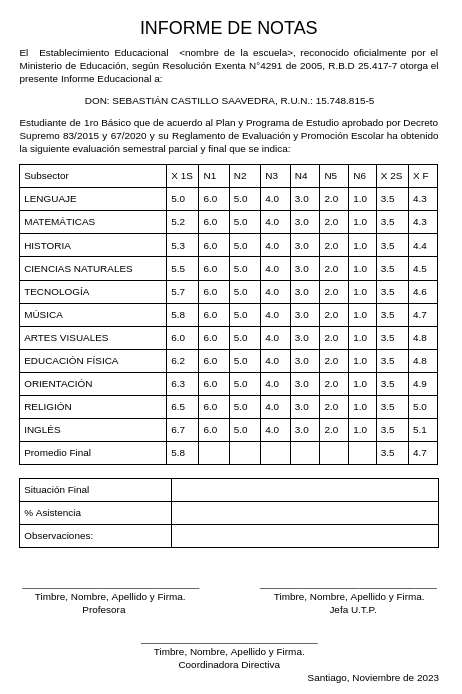 INFORME DE NOTAS
El Establecimiento Educacional <nombre de la escuela>, reconocido oficialmente por el
Ministerio de Educación, según Resolución Exenta N°4291 de 2005, R.B.D 25.417-7 otorga el
presente Informe Educacional a:
DON: SEBASTIÁN CASTILLO SAAVEDRA, R.U.N.: 15.748.815-5
Estudiante de 1ro Básico que de acuerdo al Plan y Programa de Estudio aprobado por Decreto
Supremo 83/2015 y 67/2020 y su Reglamento de Evaluación y Promoción Escolar ha obtenido
la siguiente evaluación semestral parcial y final que se indica:
Subsector X 1S N1 N2 N3 N4 N5 N6 X 2S X F
LENGUAJE 5.0 6.0 5.0 4.0 3.0 2.0 1.0 3.5 4.3
MATEMÁTICAS 5.2 6.0 5.0 4.0 3.0 2.0 1.0 3.5 4.3
HISTORIA 5.3 6.0 5.0 4.0 3.0 2.0 1.0 3.5 4.4
CIENCIAS NATURALES 5.5 6.0 5.0 4.0 3.0 2.0 1.0 3.5 4.5
TECNOLOGÍA 5.7 6.0 5.0 4.0 3.0 2.0 1.0 3.5 4.6
MÚSICA 5.8 6.0 5.0 4.0 3.0 2.0 1.0 3.5 4.7
ARTES VISUALES 6.0 6.0 5.0 4.0 3.0 2.0 1.0 3.5 4.8
EDUCACIÓN FÍSICA 6.2 6.0 5.0 4.0 3.0 2.0 1.0 3.5 4.8
ORIENTACIÓN 6.3 6.0 5.0 4.0 3.0 2.0 1.0 3.5 4.9
RELIGIÓN 6.5 6.0 5.0 4.0 3.0 2.0 1.0 3.5 5.0
INGLÉS 6.7 6.0 5.0 4.0 3.0 2.0 1.0 3.5 5.1
Promedio Final 5.8 3.5 4.7
Situación Final
% Asistencia
Observaciones:
Timbre, Nombre, Apellido y Firma.
Profesora
Timbre, Nombre, Apellido y Firma.
Jefa U.T.P.
Timbre, Nombre, Apellido y Firma.
Coordinadora Directiva
Santiago, Noviembre de 2023